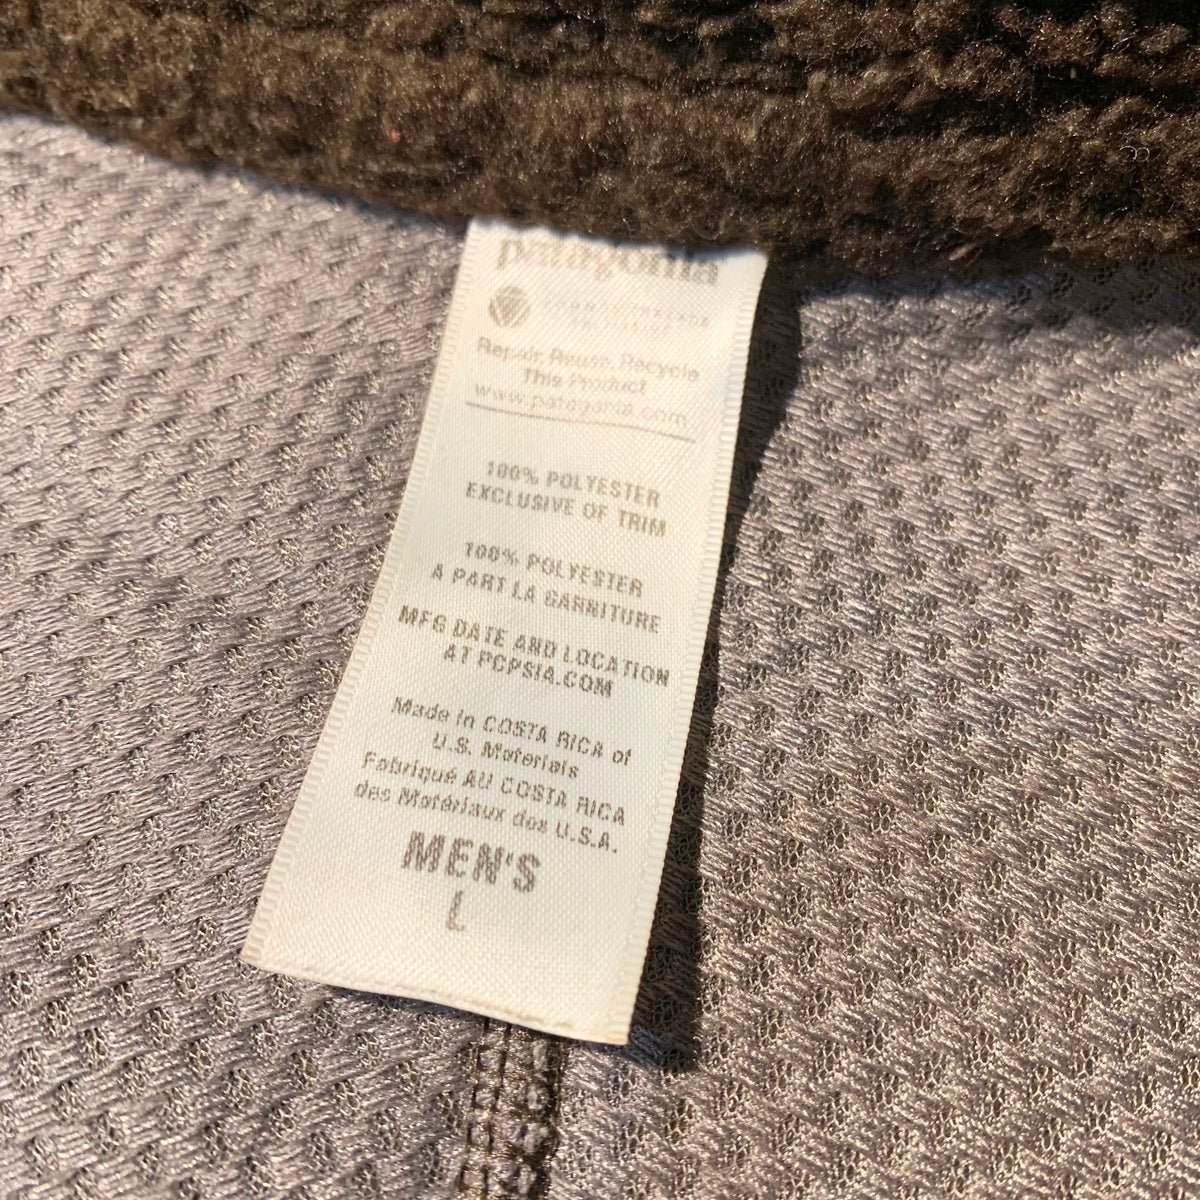 patagonia
COMMON THREADS
Repair Reuse Recycle
This Product
www.patagonia.com
100% POLYESTER
EXCLUSIVE OF TRIM
100% POLYESTER
A PART LA GARNITURE
MFG DATE AND LOCATION
AT PCPSIA.COM
Made in COSTA RICA of
U.S. Materials
Fabriqué AU COSTA RICA
des Matériaux des U.S.A.
MEN'S
L